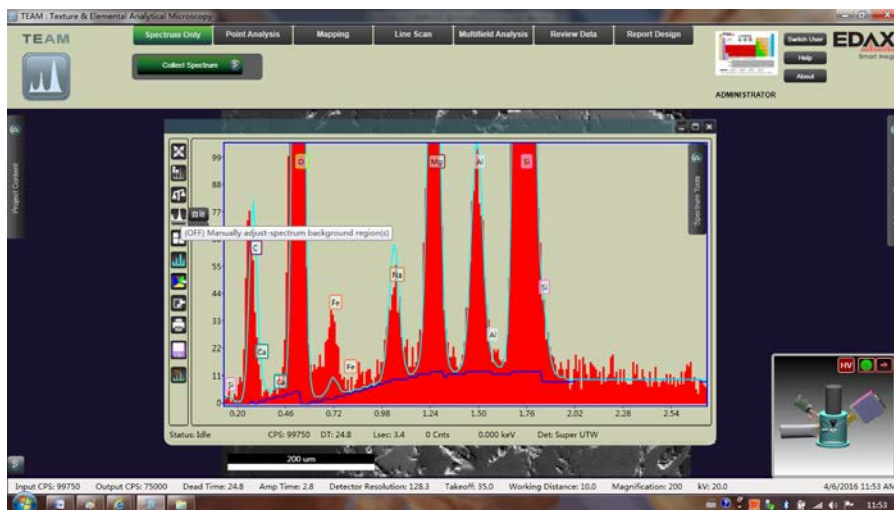 TEAM : Texture & Elemental Analytical Microscopy
TEAM
Spectrum Only
Point Analysis
Mapping
Line Scan
Multifield Analysis
Review Data
Report Design
Collect Spectrum
Switch User
Help
About
EDAX
Smart Insight
ADMINISTRATOR
Project Content
Spectrum Tools
99
88
77
(OFF) Manually adjust-spectrum background region(s)
55
44
33
22
11
0
O
Mg
Al
Si
C
Na
Fe
Si
Ca
Al
Ca
Fe
Si
0.20 0.46 0.72 0.98 1.24 1.50 1.76 2.02 2.28 2.54
Status: Idle CPS: 99750 DT: 24.8 Lsec: 3.4 0 Cnts 0.000 keV Det: Super UTW
HV
200 um
Input CPS: 99750 Output CPS: 75000 Dead Time: 24.8 Amp Time: 2.8 Detector Resolution: 128.3 Takeoff: 35.0 Working Distance: 10.0 Magnification: 200 kV: 20.0 4/6/2016 11:53 AM
11:53